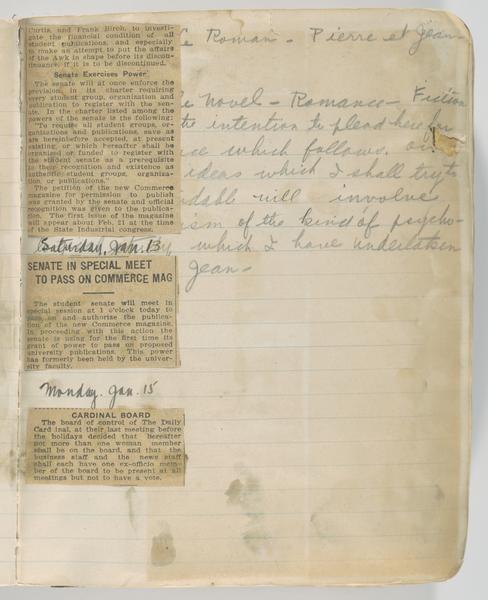 Curtis, and Frank Birch, to investi-
gate the financial condition of all
student publications, and especially
to make an attempt to put the affairs
of the Awk in shape before its discon-
tinuance, if it is to be discontinued.
Senate Exercises Power
The senate will at once enforce the
provision in its charter requiring
every student group, organization and
publication to register with the sen-
ate. In the charter listed among the
powers of the senate is the following:
"To require all student groups, or-
ganizations and publications, save as
are hereinbefore accepted, at present
existing, or which hereafter shall be
organized or funded to register with
the student senate as a prerequisite
to their recognition and existence as
authentic student groups, organiza-
tion, or publications."
The petition of the new Commerce
magazine for permission to publish
was granted by the senate and official
recognition was given to the publica-
tion. The first issue of the magazine
will appear about Feb. 21 at the time
of the State Industrial congress.
Saturday, Jan. 13
SENATE IN SPECIAL MEET
TO PASS ON COMMERCE MAG
The student senate will meet in
special session at 1 o'clock today to
pass on and authorize the publica-
tion of the new Commerce magazine.
In proceeding with this action the
senate is using for the first time its
grant of power to pass on proposed
university publications. This power
has formerly been held by the univer-
sity faculty.
Monday. Jan. 15
CARDINAL BOARD
The board of control of The Daily
Card inal, at their last meeting before
the holidays decided that hereafter
not more than one woman member
shall be on the board, and that the
business staff and the news staff
shall each have one ex-officio mem-
ber of the board to be present at all
meetings but not to have a vote.
Le Roman - Pierre et Jean -
Novel - Romance - Fiction
the intention to plead here for
which follows. 
ideas which I shall try to
will involve
ism of the kind of psycho-
which I have undertaken
Jean -